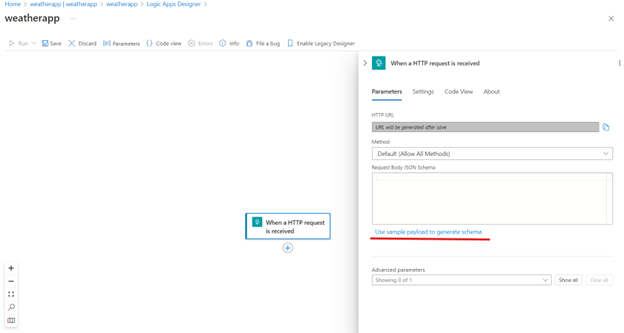 Home > weatherapp | weatherapp > weatherapp > Logic Apps Designer >
weatherapp ...
Run Save Discard Parameters Code view Errors Info File a bug Enable Legacy Designer
When a HTTP request is received
Parameters Settings Code View About
HTTP URL
URL will be generated after save
Method
Default (Allow All Methods)
Request Body JSON Schema
When a HTTP request
is received
Use sample payload to generate schema
Advanced parameters
Showing 0 of 1 Show all Clear all